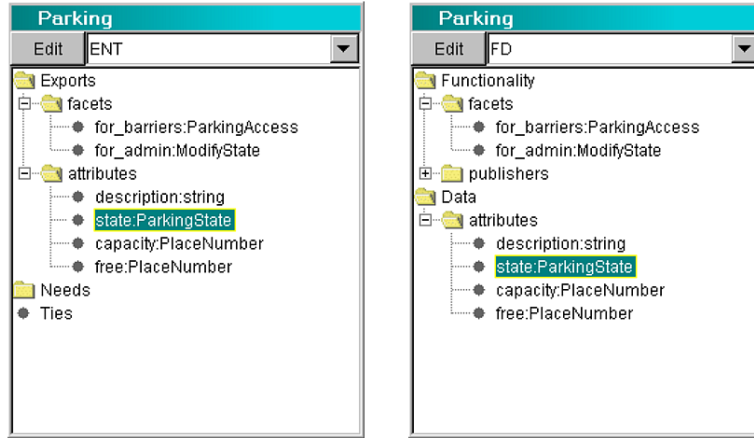 Parking
Edit ENT
Exports
facets
for_barriers:ParkingAccess
for_admin:ModifyState
attributes
description:string
state:ParkingState
capacity:PlaceNumber
free:PlaceNumber
Needs
Ties
Parking
Edit FD
Functionality
facets
for_barriers:ParkingAccess
for_admin:ModifyState
publishers
Data
attributes
description:string
state:ParkingState
capacity:PlaceNumber
free:PlaceNumber